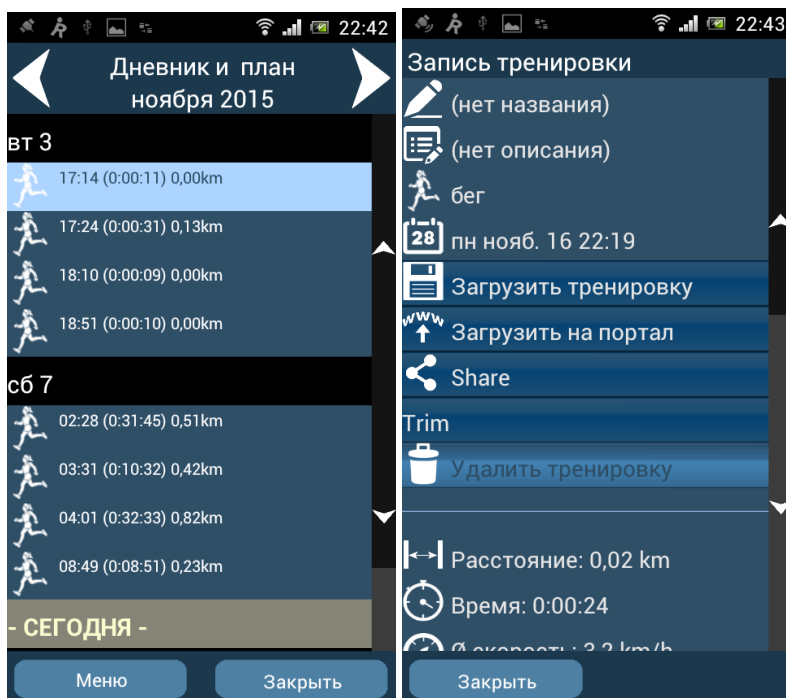 22:42
Дневник и план
ноября 2015
вт 3
17:14 (0:00:11) 0,00km
17:24 (0:00:31) 0,13km
18:10 (0:00:09) 0,00km
18:51 (0:00:10) 0,00km
сб 7
02:28 (0:31:45) 0,51km
03:31 (0:10:32) 0,42km
04:01 (0:32:33) 0,82km
08:49 (0:08:51) 0,23km
- СЕГОДНЯ -
Меню
Закрыть
22:43
Запись тренировки
(нет названия)
(нет описания)
бег
28 пн нояб. 16 22:19
Загрузить тренировку
www Загрузить на портал
Share
Trim
Удалить тренировку
Расстояние: 0,02 km
Время: 0:00:24
Ø скорость: 3,2 km/h
Закрыть